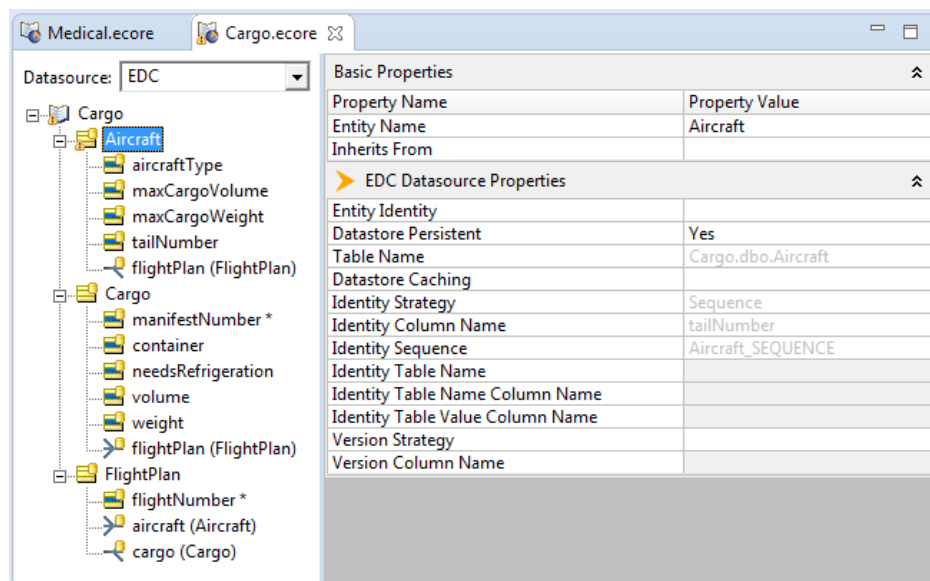 Medical.ecore
Cargo.ecore
Datasource: EDC
Cargo
Aircraft
aircraftType
maxCargoVolume
maxCargoWeight
tailNumber
flightPlan (FlightPlan)
Cargo
manifestNumber *
container
needsRefrigeration
volume
weight
flightPlan (FlightPlan)
FlightPlan
flightNumber *
aircraft (Aircraft)
cargo (Cargo)
Basic Properties
Property Name Property Value
Entity Name Aircraft
Inherits From
EDC Datasource Properties
Entity Identity
Datastore Persistent Yes
Table Name Cargo.dbo.Aircraft
Datastore Caching
Identity Strategy Sequence
Identity Column Name tailNumber
Identity Sequence Aircraft_SEQUENCE
Identity Table Name
Identity Table Name Column Name
Identity Table Value Column Name
Version Strategy
Version Column Name